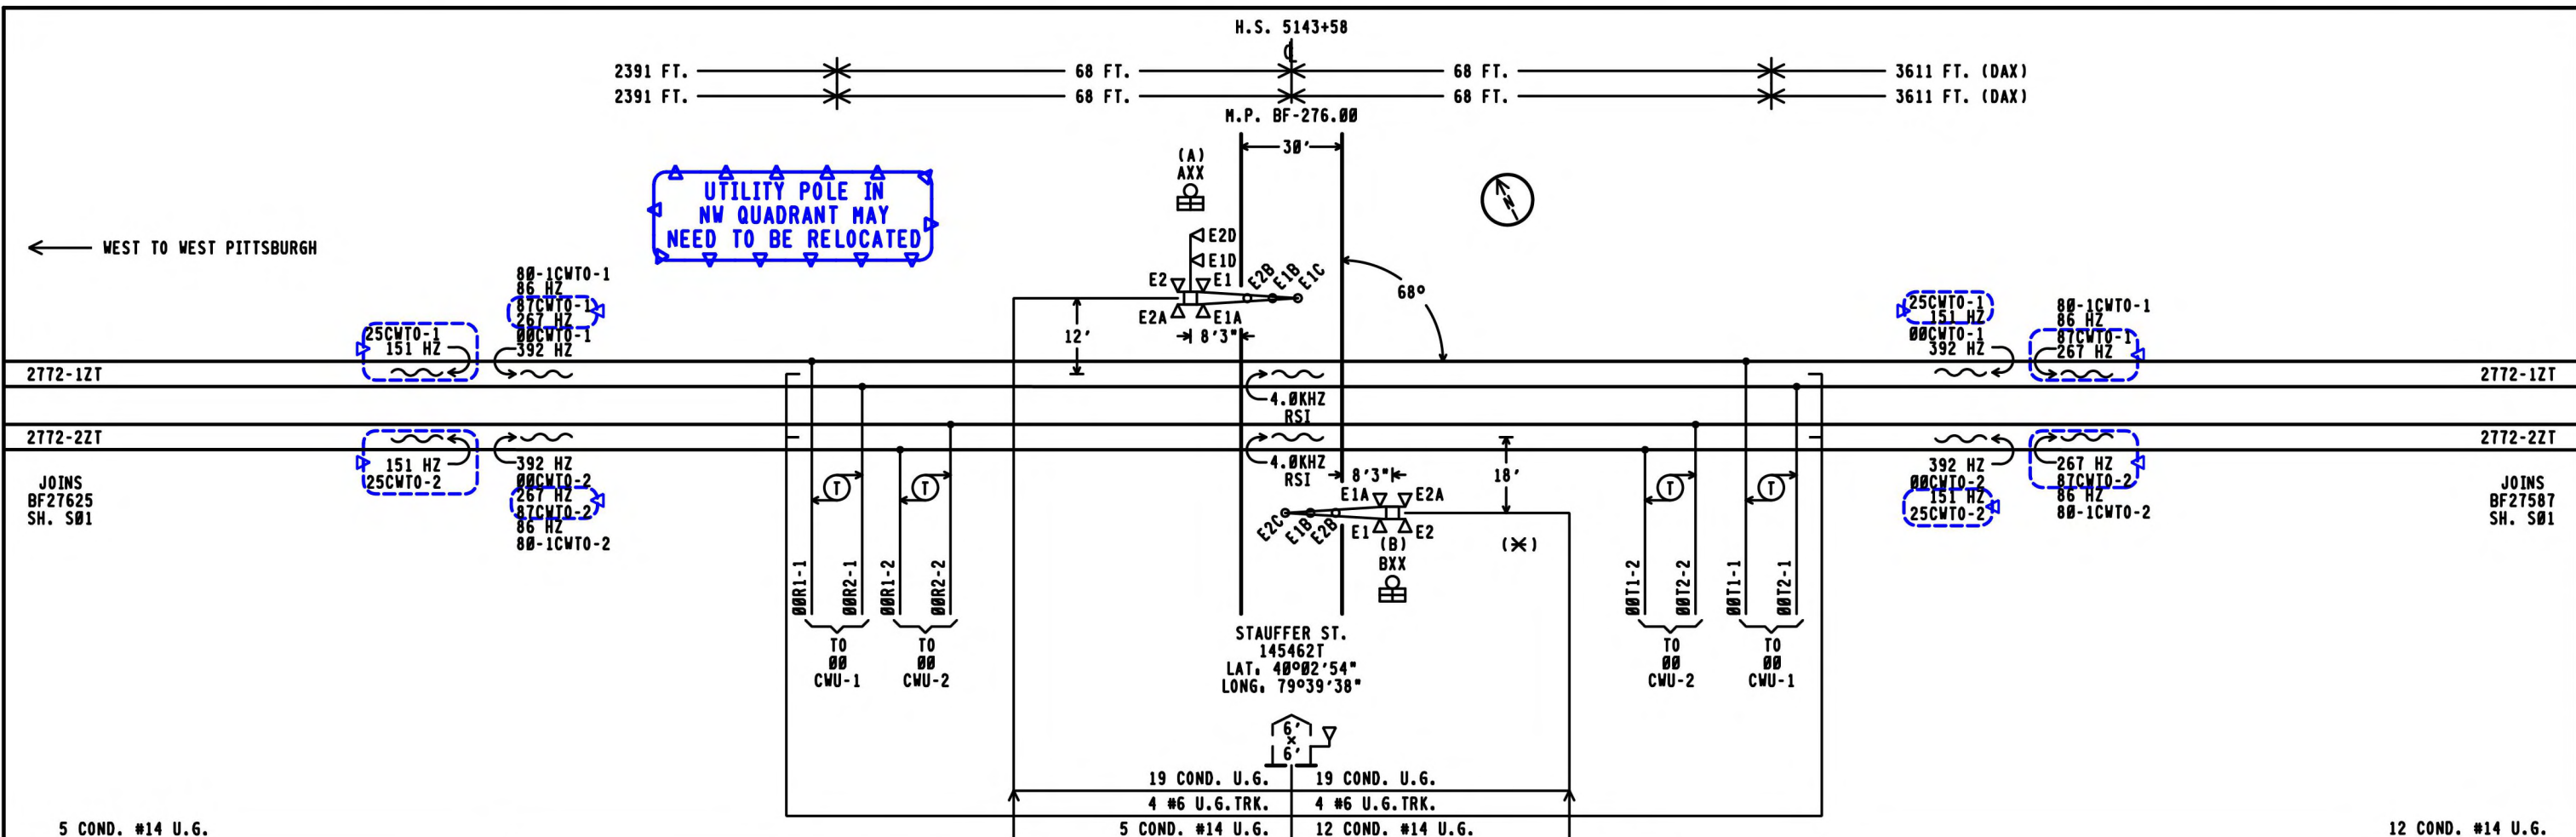 H.S. 5143+58
2391 FT.
68 FT.
68 FT.
3611 FT. (DAX)
2391 FT.
68 FT.
68 FT.
3611 FT. (DAX)
M.P. BF-276.00
30'
(A)
AXX
UTILITY POLE IN
NW QUADRANT MAY
NEED TO BE RELOCATED
N
WEST TO WEST PITTSBURGH
E2D
E1D
E2
E1
E2B
E1B
E1C
E2A
E1A
12'
8'3"
68°
80-1CWTO-1
86 HZ
87CWTO-1
267 HZ
00CWTO-1
392 HZ
25CWTO-1
151 HZ
25CWTO-1
151 HZ
00CWTO-1
392 HZ
80-1CWTO-1
86 HZ
87CWTO-1
267 HZ
2772-1ZT
2772-1ZT
4.0KHZ
RSI
2772-2ZT
2772-2ZT
151 HZ
25CWTO-2
392 HZ
00CWTO-2
267 HZ
87CWTO-2
86 HZ
80-1CWTO-2
4.0KHZ
RSI
8'3"
18'
392 HZ
00CWTO-2
151 HZ
25CWTO-2
267 HZ
87CWTO-2
86 HZ
80-1CWTO-2
JOINS
BF27625
SH. S01
JOINS
BF27587
SH. S01
T
T
T
T
E1A
E2A
E2C
E1B
E2B
E1
E2
(B)
BXX
(*)
00R1-1
00R2-1
00R1-2
00R2-2
00T1-2
00T2-2
00T1-1
00T2-1
TO
00
CWU-1
TO
00
CWU-2
STAUFFER ST.
145462T
LAT. 40°02'54"
LONG. 79°39'38"
TO
00
CWU-2
TO
00
CWU-1
6'
×
6'
19 COND. U.G.
19 COND. U.G.
4 #6 U.G.TRK.
4 #6 U.G.TRK.
5 COND. #14 U.G.
5 COND. #14 U.G.
12 COND. #14 U.G.
12 COND. #14 U.G.